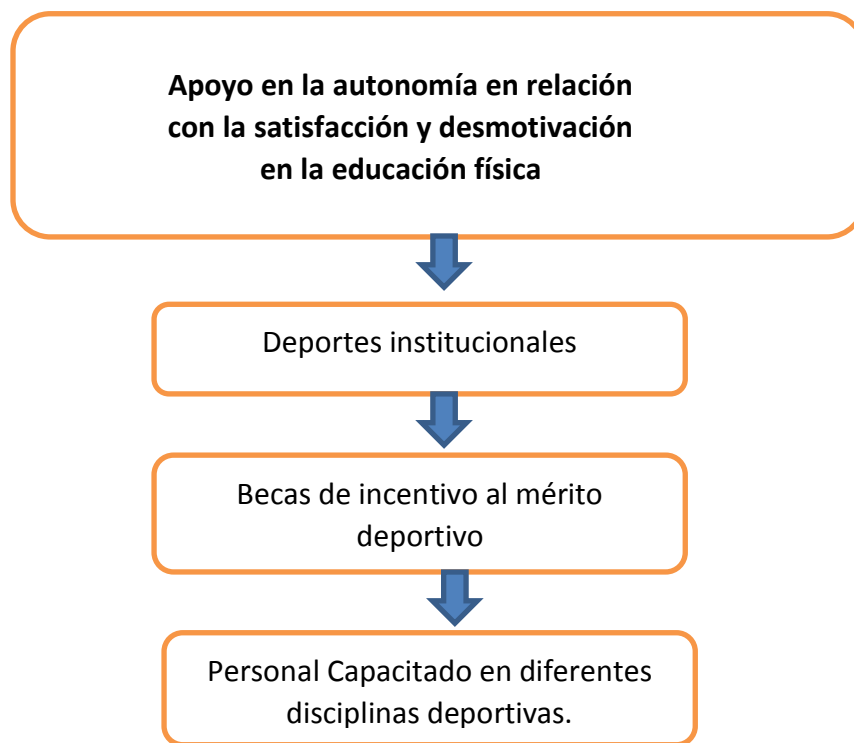 Apoyo en la autonomía en relación
con la satisfacción y desmotivación
en la educación física
Deportes institucionales
Becas de incentivo al mérito
deportivo
Personal Capacitado en diferentes
disciplinas deportivas.